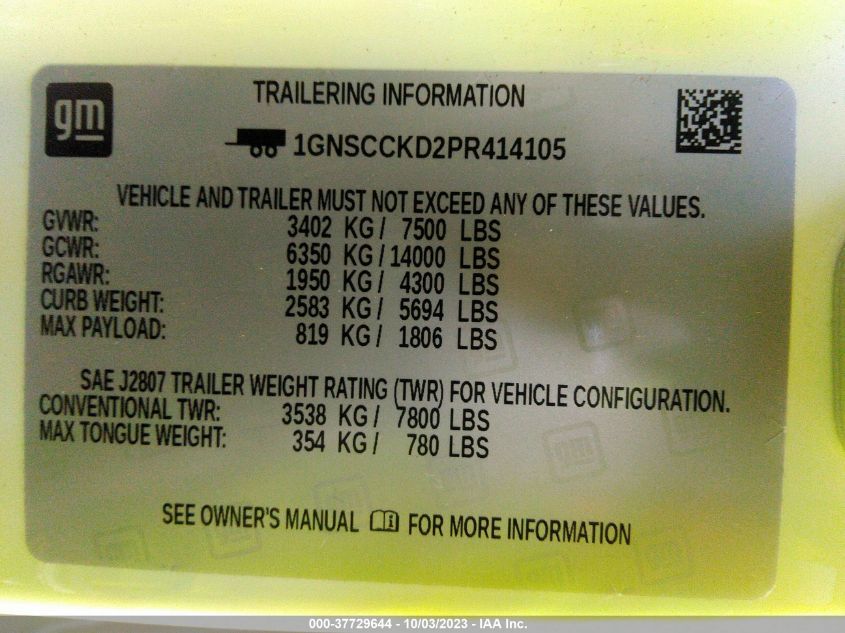 gm
TRAILERING INFORMATION
1GNSCCKD2PR414105
VEHICLE AND TRAILER MUST NOT EXCEED ANY OF THESE VALUES.
GVWR: 3402 KG / 7500 LBS
GCWR: 6350 KG / 14000 LBS
RGAWR: 1950 KG / 4300 LBS
CURB WEIGHT: 2583 KG / 5694 LBS
MAX PAYLOAD: 819 KG / 1806 LBS
SAE J2807 TRAILER WEIGHT RATING (TWR) FOR VEHICLE CONFIGURATION.
CONVENTIONAL TWR: 3538 KG / 7800 LBS
MAX TONGUE WEIGHT: 354 KG / 780 LBS
SEE OWNER'S MANUAL FOR MORE INFORMATION
000-37729644 - 10/03/2023 - IAA Inc.